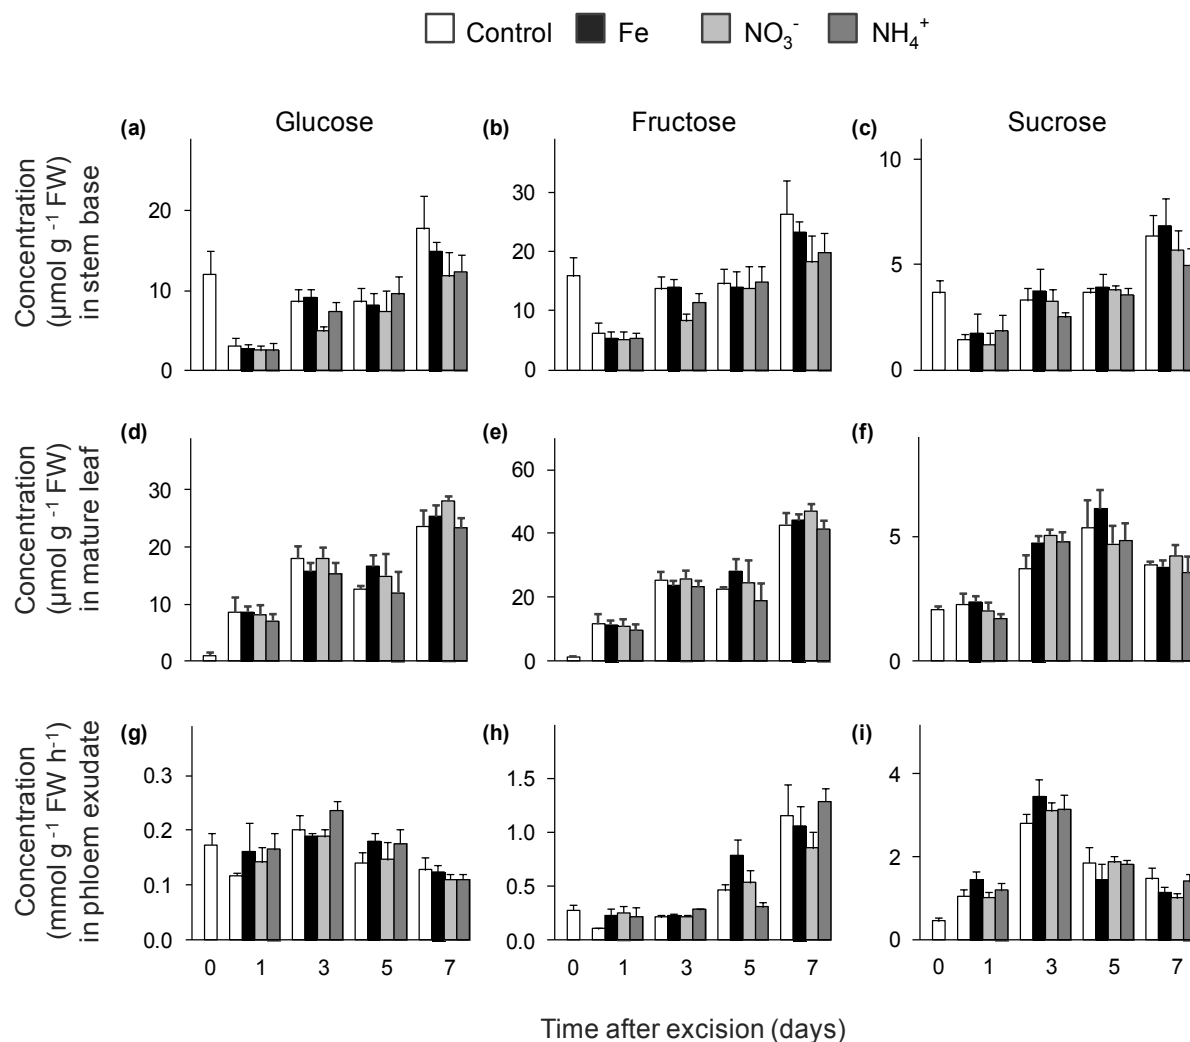 Control Fe NO₃⁻ NH₄⁺
(a) Glucose (b) Fructose (c) Sucrose
Concentration
(µmol g ⁻¹ FW)
in stem base
20
10
0
30
20
10
0
10
5
0
(d) (e) (f)
Concentration
(µmol g ⁻¹ FW)
in mature leaf
30
20
10
0
60
40
20
0
5
0
(g) (h) (i)
Concentration
(mmol g ⁻¹ FW h⁻¹)
in phloem exudate
0.3
0.2
0.1
0.0
1.5
1.0
0.5
0.0
4
2
0
0 1 3 5 7 0 1 3 5 7 0 1 3 5 7
Time after excision (days)